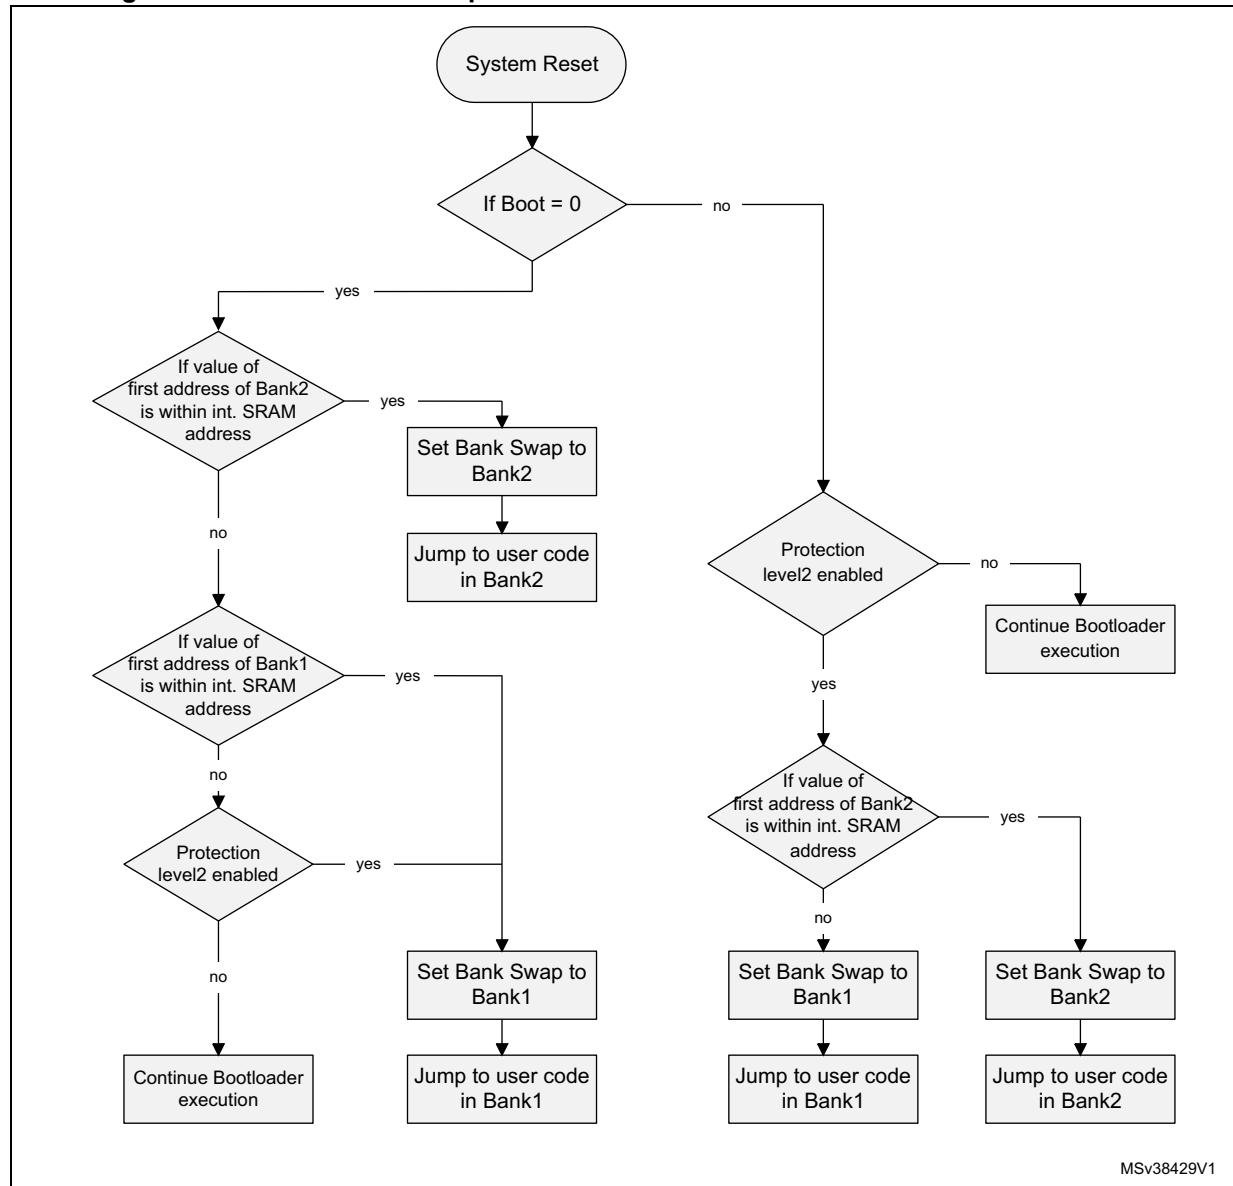 System Reset
If Boot = 0
no
yes
If value of
first address of Bank2
is within int. SRAM
address
yes
Set Bank Swap to
Bank2
no
Jump to user code
in Bank2
Protection
level2 enabled
no
Continue Bootloader
execution
If value of
first address of Bank1
is within int. SRAM
address
yes
yes
no
If value of
first address of Bank2
is within int. SRAM
address
yes
Protection
level2 enabled
yes
no
no
Set Bank Swap to
Bank1
Set Bank Swap to
Bank1
Set Bank Swap to
Bank2
Continue Bootloader
execution
Jump to user code
in Bank1
Jump to user code
in Bank1
Jump to user code
in Bank2
MSv38429V1